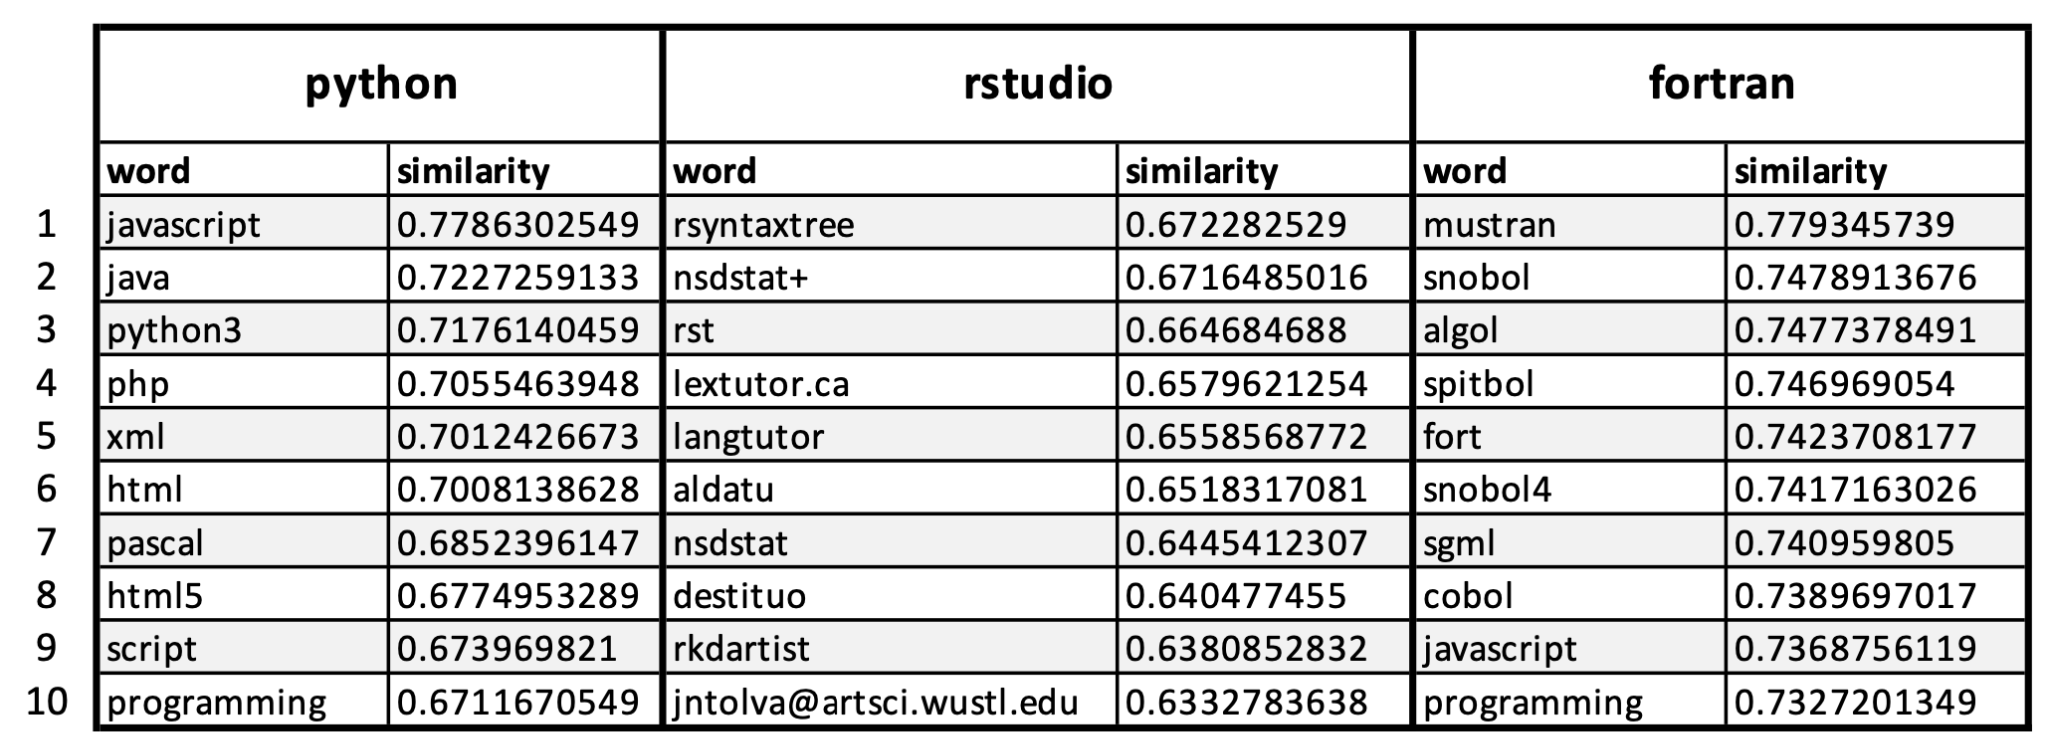 python rstudio fortran
word similarity word similarity word similarity
1 javascript 0.7786302549 rsyntaxtree 0.672282529 mustran 0.779345739
2 java 0.7227259133 nsdstat+ 0.6716485016 snobol 0.7478913676
3 python3 0.7176140459 rst 0.664684688 algol 0.7477378491
4 php 0.7055463948 lextutor.ca 0.6579621254 spitbol 0.746969054
5 xml 0.7012426673 langtutor 0.6558568772 fort 0.7423708177
6 html 0.7008138628 aldatu 0.6518317081 snobol4 0.7417163026
7 pascal 0.6852396147 nsdstat 0.6445412307 sgml 0.740959805
8 html5 0.6774953289 destituo 0.640477455 cobol 0.7389697017
9 script 0.673969821 rkdartist 0.6380852832 javascript 0.7368756119
10 programming 0.6711670549 jntolva@artsci.wustl.edu 0.6332783638 programming 0.7327201349